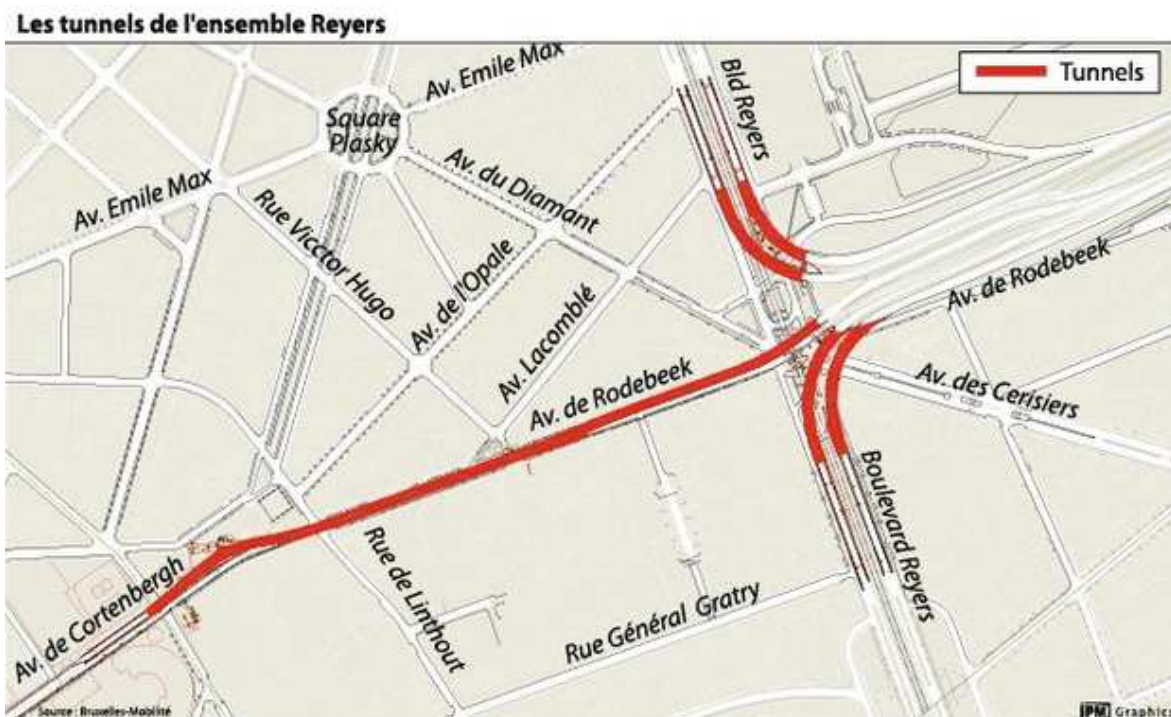 Les tunnels de l'ensemble Reyers
Tunnels
Av. Emile Max
Bld Reyers
Square
Plasky
Av. du Diamant
Av. Emile Max
Rue Vicctor Hugo
Av. de l'Opale
Av. Lacomblé
Av. de Rodebeek
Av. de Rodebeek
Av. des Cerisiers
Boulevard Reyers
Rue de Linthout
Av. de Cortenbergh
Rue Général Gratry
Source : Bruxelles-Mobilité
IPM Graphics